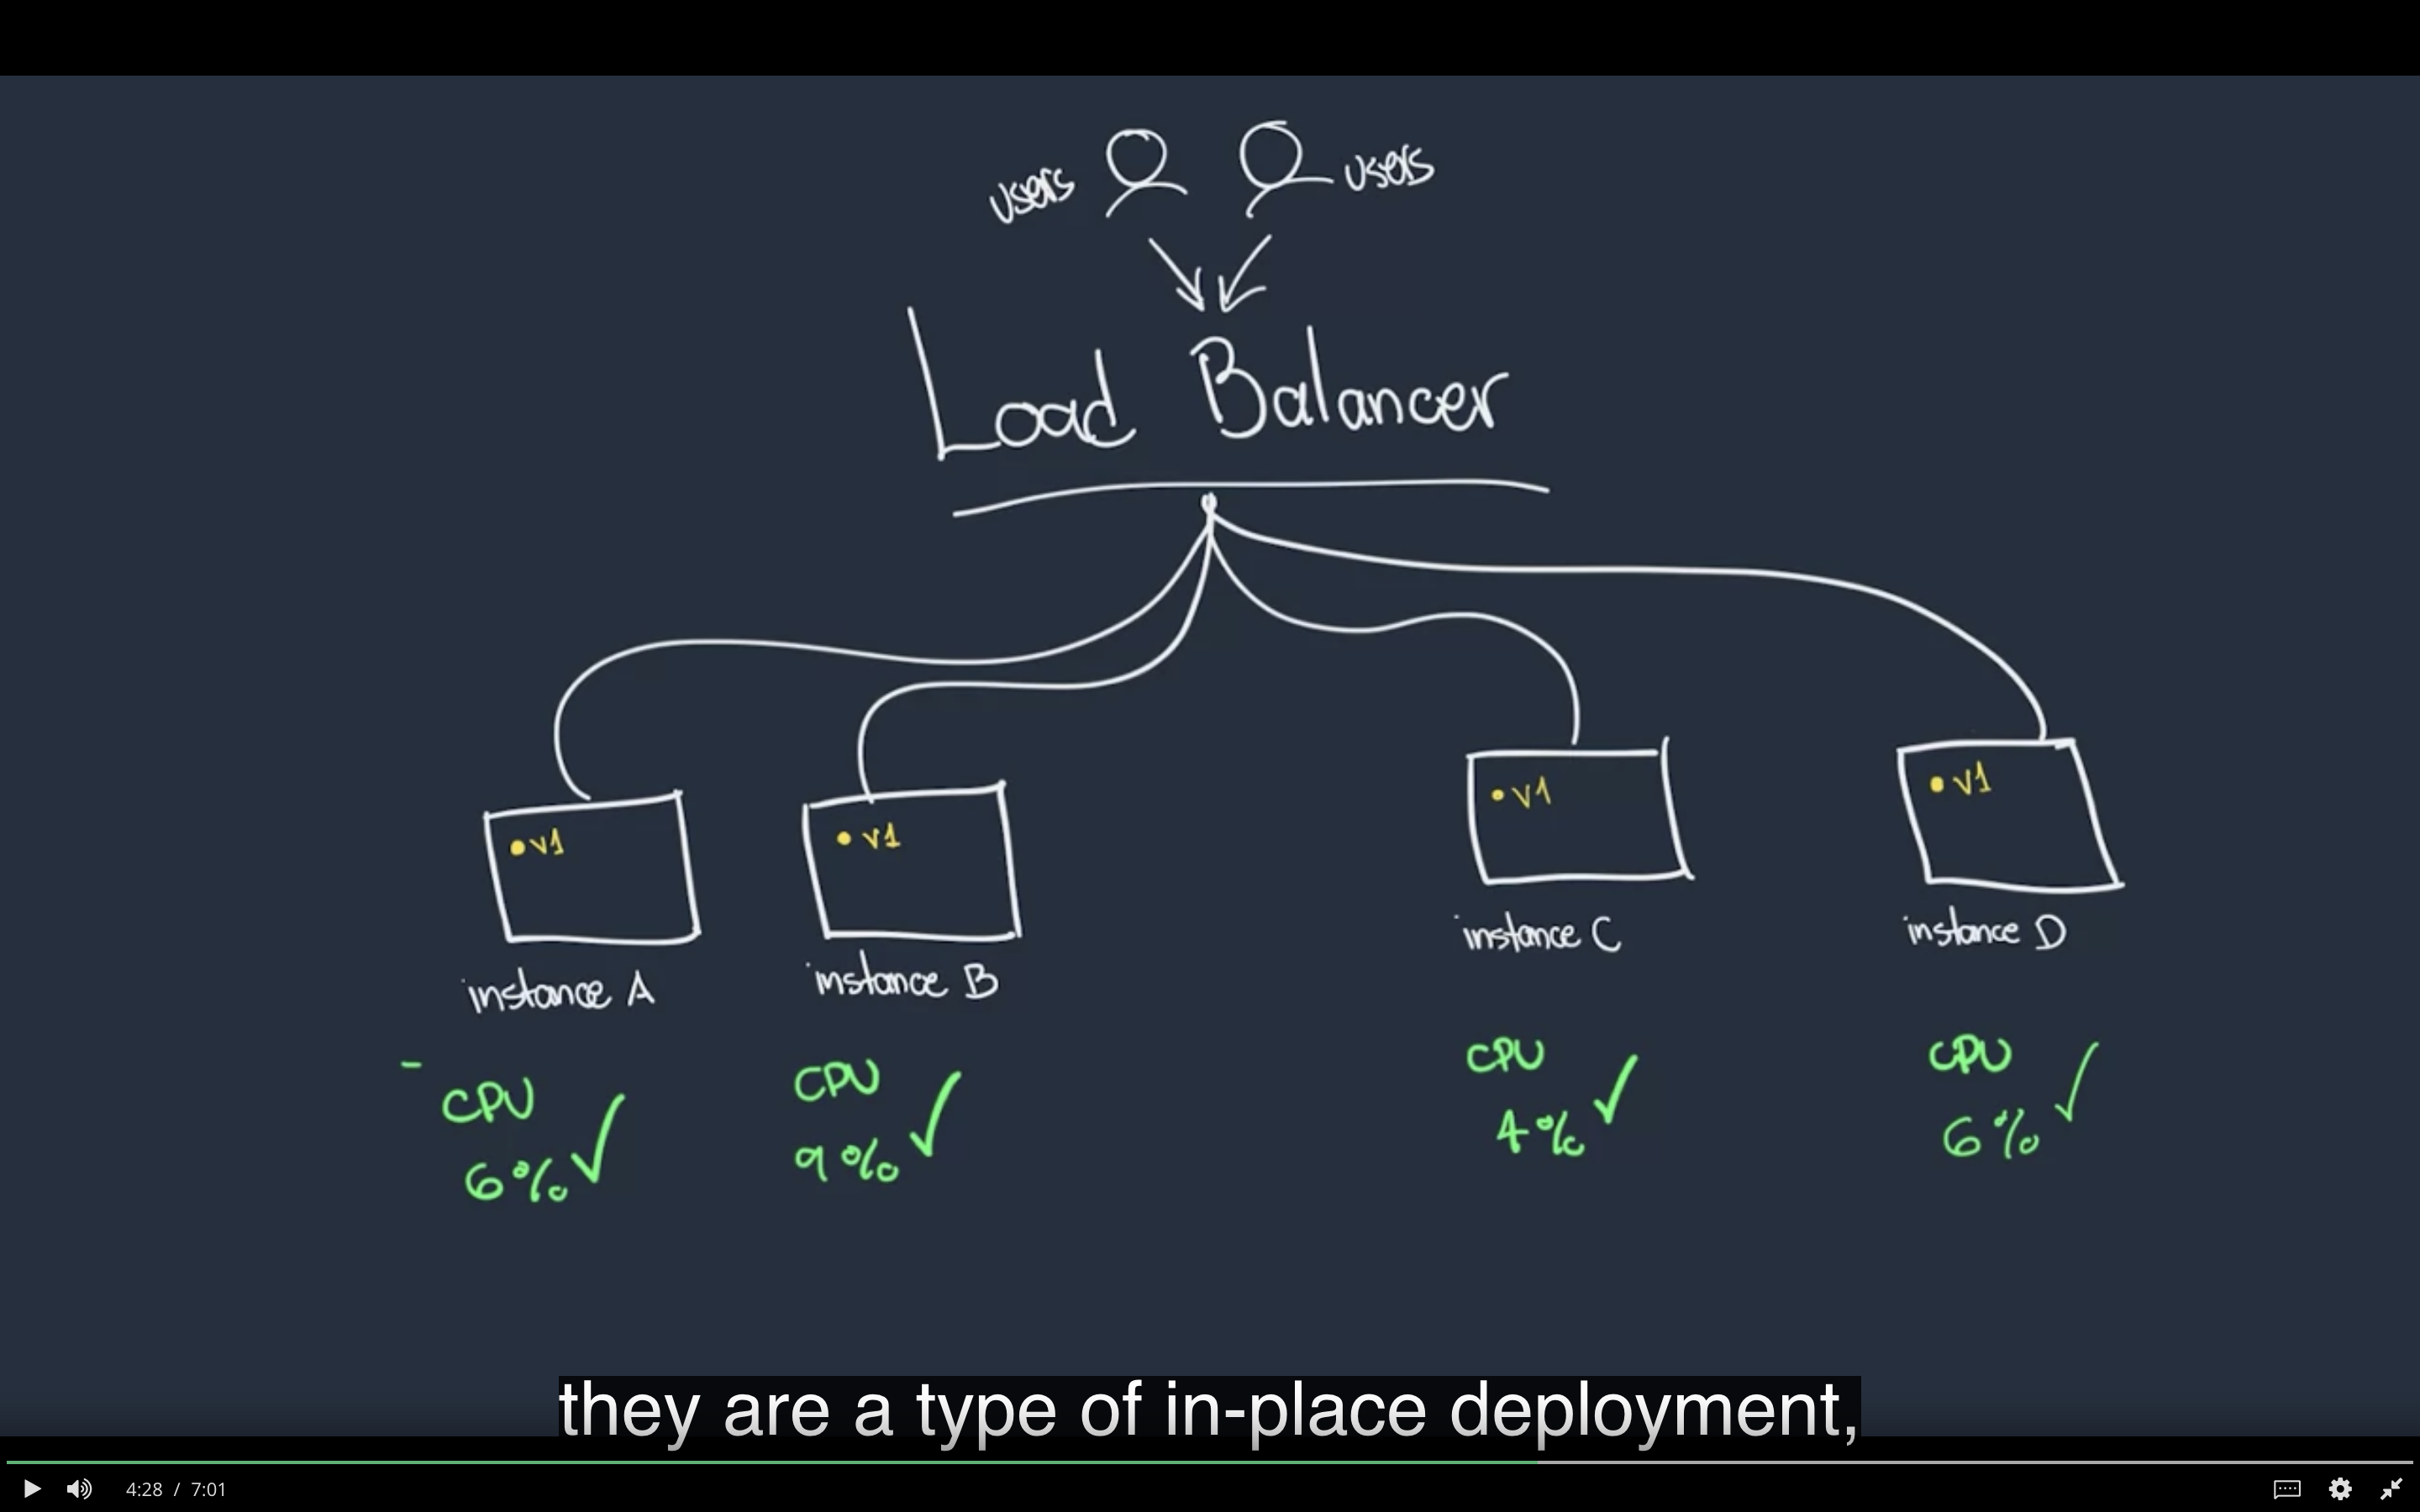 users users
Load Balancer
• v1
• v1
• v1
• v1
instance A
instance B
instance C
instance D
CPU
6% ✓
CPU
9% ✓
CPU
4% ✓
CPU
6% ✓
they are a type of in-place deployment,
4:28 / 7:01